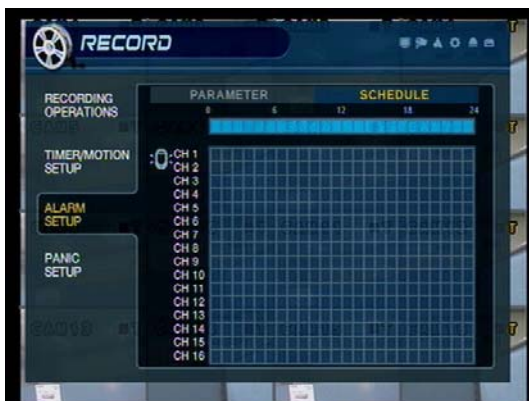 RECORD
PARAMETER SCHEDULE
0 6 12 18 24
RECORDING
OPERATIONS
TIMER/MOTION
SETUP
ALARM
SETUP
PANIC
SETUP
CH 1
CH 2
CH 3
CH 4
CH 5
CH 6
CH 7
CH 8
CH 9
CH 10
CH 11
CH 12
CH 13
CH 14
CH 15
CH 16